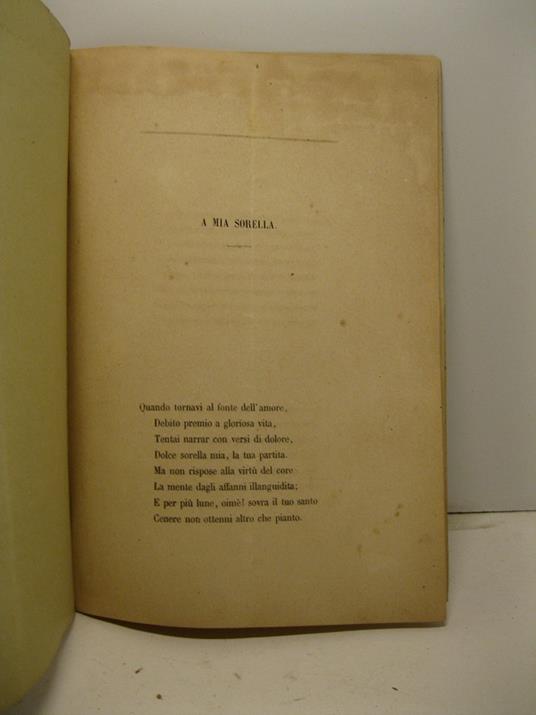 A MIA SORELLA.
Quando tornavi al fonte dell'amore,
Debito premio a gloriosa vita,
Tentai narrar con versi di dolore,
Dolce sorella mia, la tua partita.
Ma non rispose alla virtù del core
La mente dagli affanni illanguidita;
E per più lune, oimè! sovra il tuo santo
Cenere non ottenni altro che pianto.